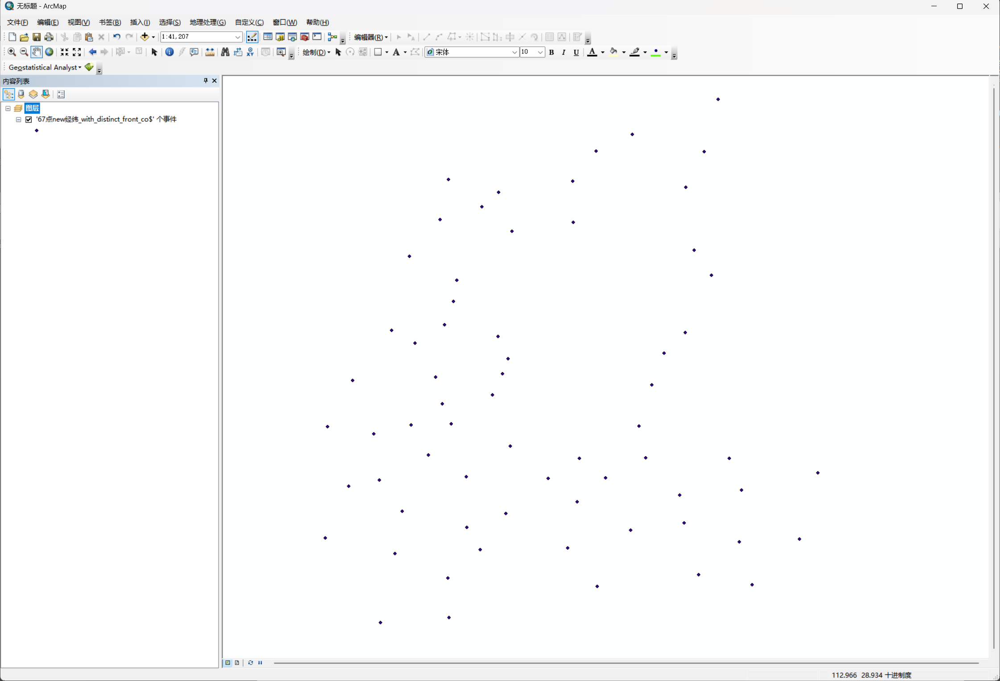 无标题 - ArcMap
文件(F) 编辑(E) 视图(V) 书签(B) 插入(I) 选择(S) 地理处理(G) 自定义(C) 窗口(W) 帮助(H)
1:41,207 编辑器(R)
绘制(D) A 宋体 10 B I U A
Geostatistical Analyst
内容列表
图层
'67点new经纬_with_distinct_front_co$' 个事件
112.966 28.934 十进制度